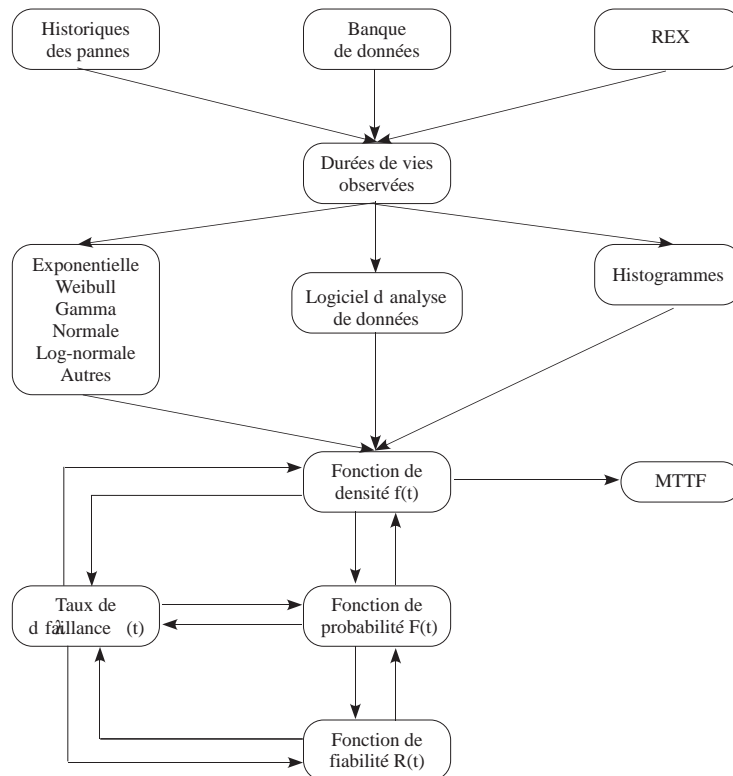 Historiques
des pannes
Banque
de données
REX
Durées de vies
observées
Exponentielle
Weibull
Gamma
Normale
Log-normale
Autres
Logiciel d analyse
de données
Histogrammes
Fonction de
densité f(t)
MTTF
Taux de
d faillance (t)
Fonction de
probabilité F(t)
Fonction de
fiabilité R(t)